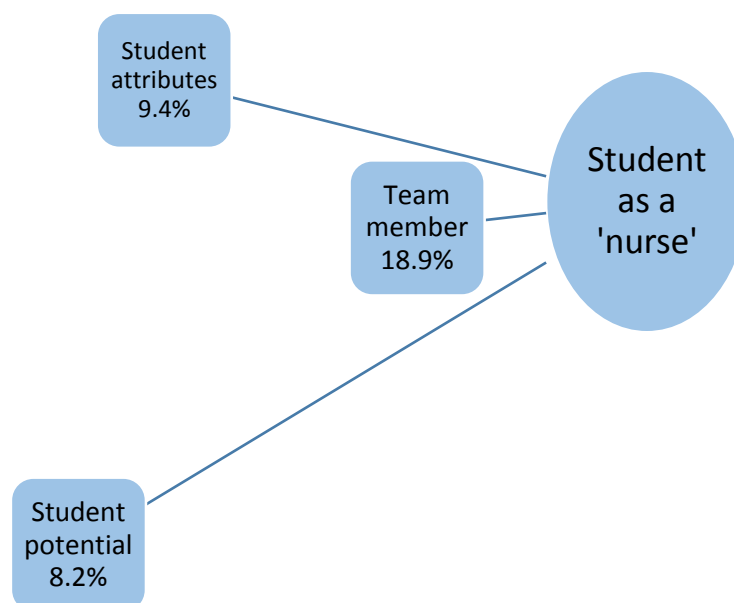 Student
attributes
9.4%
Student
as a
'nurse'
Team
member
18.9%
Student
potential
8.2%